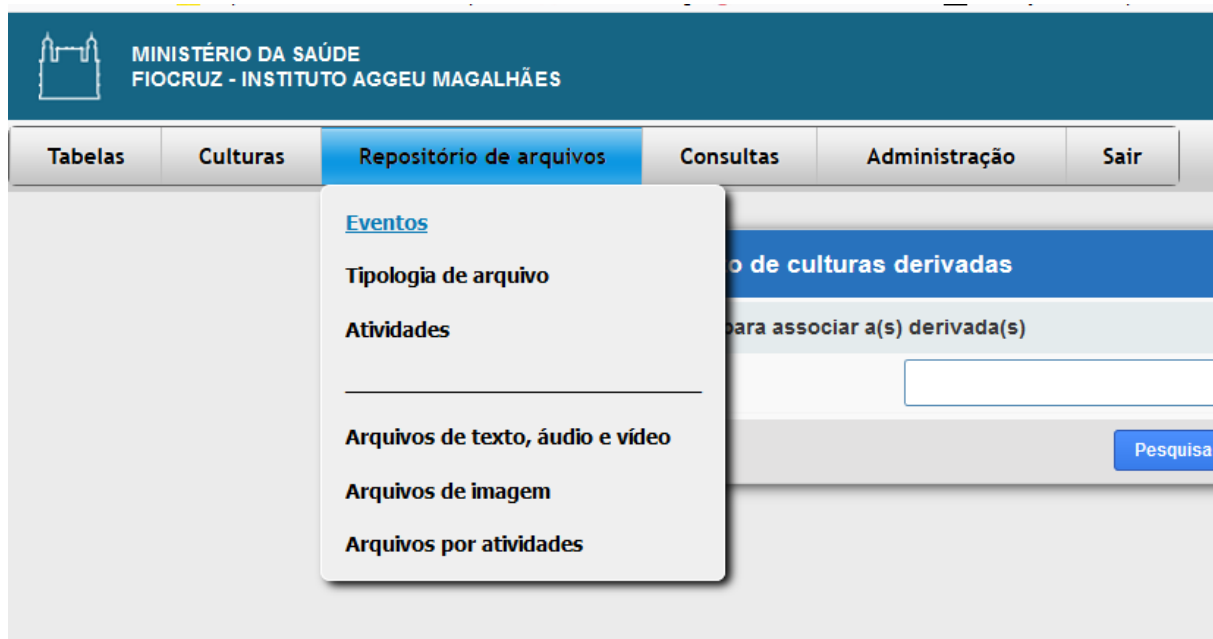 MINISTÉRIO DA SAÚDE
FIOCRUZ - INSTITUTO AGGEU MAGALHÃES
Tabelas Culturas Repositório de arquivos Consultas Administração Sair
Eventos
o de culturas derivadas
Tipologia de arquivo
para associar a(s) derivada(s)
Atividades
Arquivos de texto, áudio e vídeo
Pesquisa
Arquivos de imagem
Arquivos por atividades